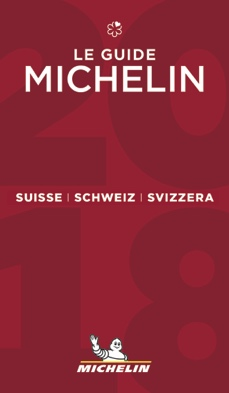 LE GUIDE
MICHELIN
20
SUISSE | SCHWEIZ | SVIZZERA
18
MICHELIN